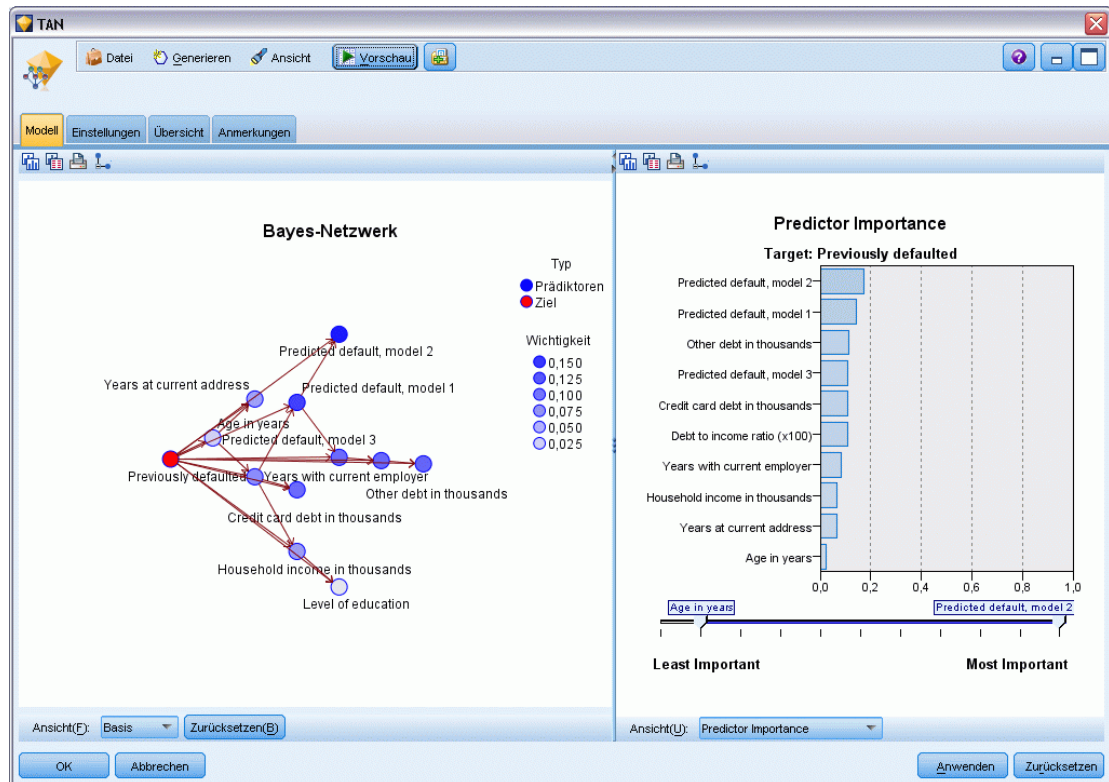 TAN
Datei Generieren Ansicht Vorschau
Modell Einstellungen Übersicht Anmerkungen
Bayes-Netzwerk
Typ
Prädiktoren
Ziel
Wichtigkeit
0,150
0,125
0,100
0,075
0,050
0,025
Predicted default, model 2
Years at current address
Predicted default, model 1
Age in years
Predicted default, model 3
Previously defaulted
Years with current employer
Other debt in thousands
Credit card debt in thousands
Household income in thousands
Level of education
Ansicht(F): Basis Zurücksetzen(B)
Predictor Importance
Target: Previously defaulted
Predicted default, model 2
Predicted default, model 1
Other debt in thousands
Predicted default, model 3
Credit card debt in thousands
Debt to income ratio (x100)
Years with current employer
Household income in thousands
Years at current address
Age in years
0,0 0,2 0,4 0,6 0,8 1,0
Age in years Predicted default, model 2
Least Important Most Important
Ansicht(U): Predictor Importance
OK Abbrechen Anwenden Zurücksetzen